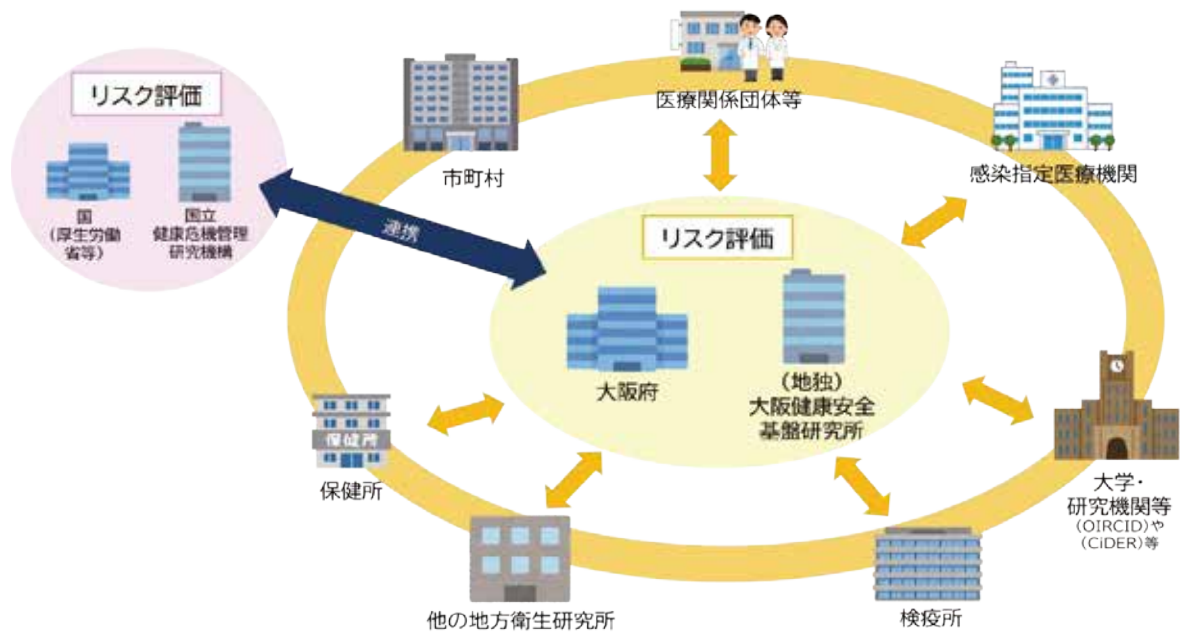 リスク評価
国
(厚生労働
省等)
国立
健康危機管理
研究機構
連携
市町村
医療関係団体等
感染指定医療機関
リスク評価
大阪府
(地独)
大阪健康安全
基盤研究所
保健所
保健所
他の地方衛生研究所
検疫所
大学・
研究機関等
(OIRCID)や
(CiDER)等